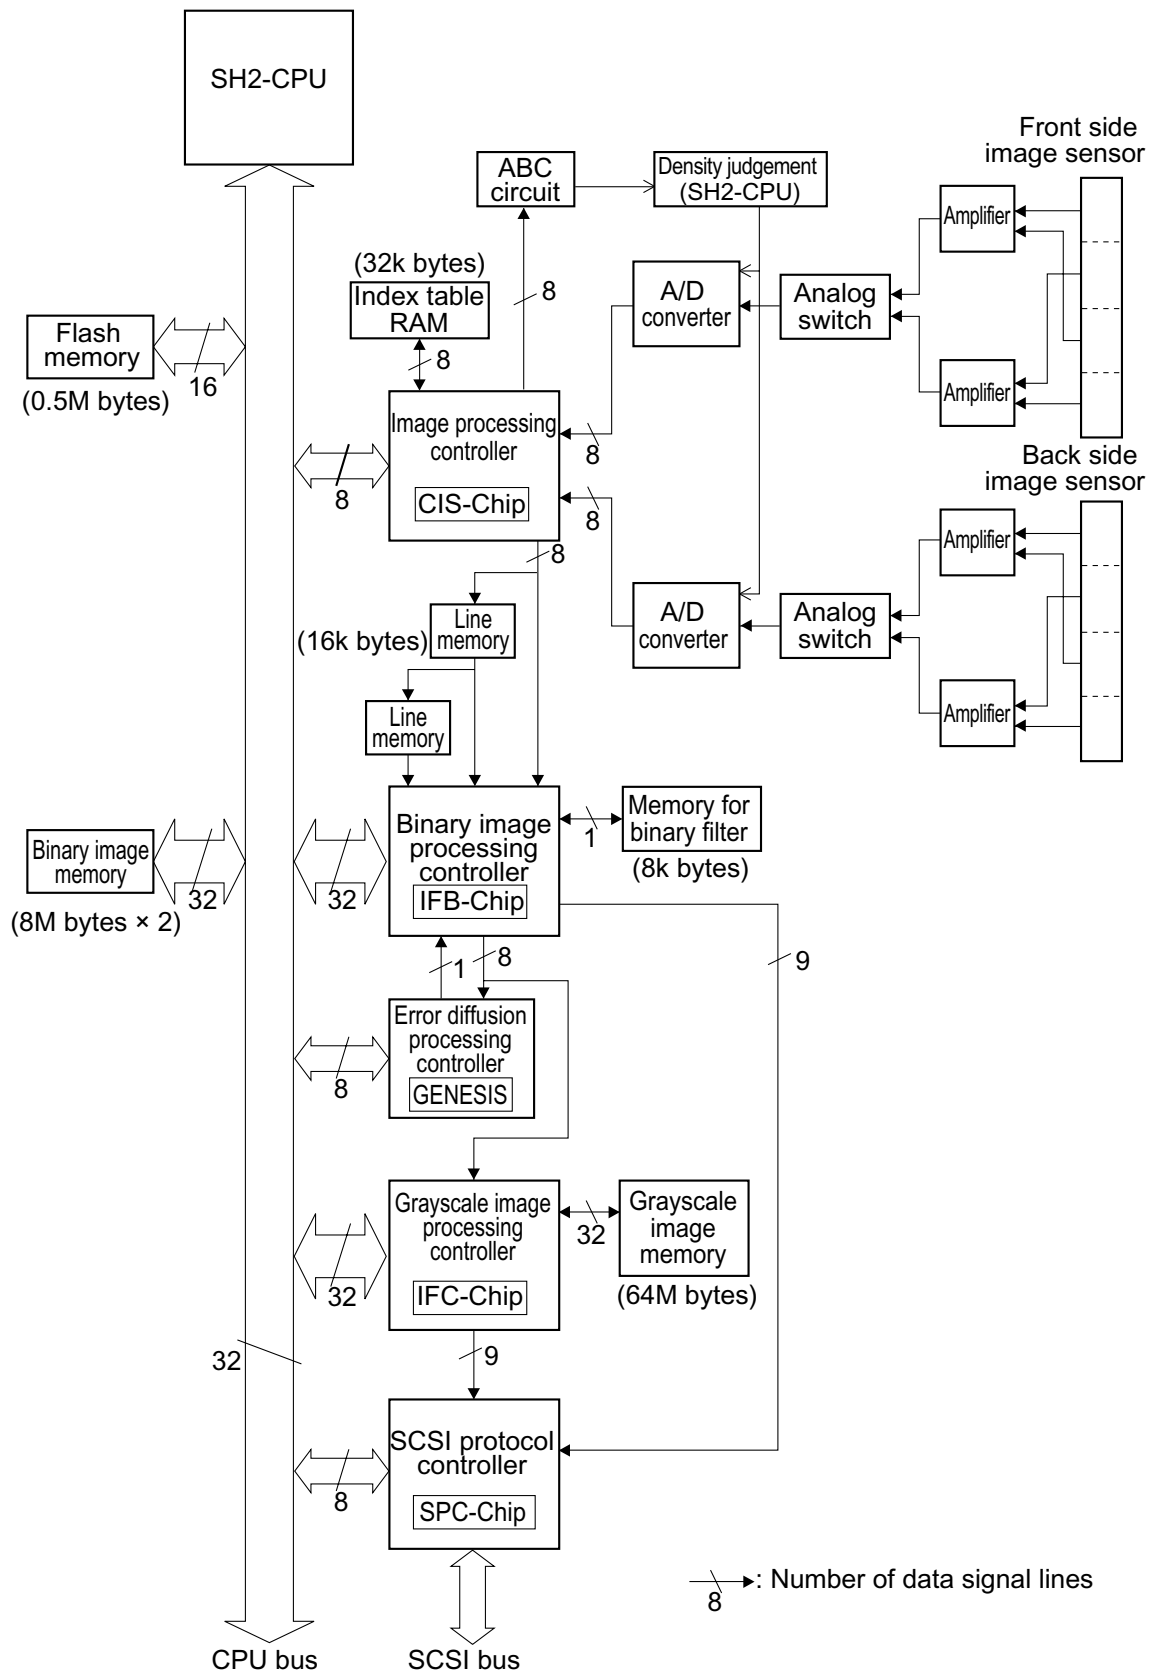 SH2-CPU
Front side
image sensor
ABC
circuit
Density judgement
(SH2-CPU)
Amplifier
(32k bytes)
Index table
RAM
8
A/D
converter
Analog
switch
Flash
memory
16
(0.5M bytes)
8
Amplifier
Image processing
controller
CIS-Chip
8
8
8
Back side
image sensor
Amplifier
8
Line
memory
(16k bytes)
A/D
converter
Analog
switch
Line
memory
Amplifier
Binary image
memory
32
(8M bytes × 2)
32
Binary image
processing
controller
IFB-Chip
1
Memory for
binary filter
(8k bytes)
1
8
9
Error diffusion
processing
controller
GENESIS
8
Grayscale image
processing
controller
IFC-Chip
32
32
Grayscale
image
memory
(64M bytes)
32
9
SCSI protocol
controller
SPC-Chip
8
8
: Number of data signal lines
CPU bus
SCSI bus